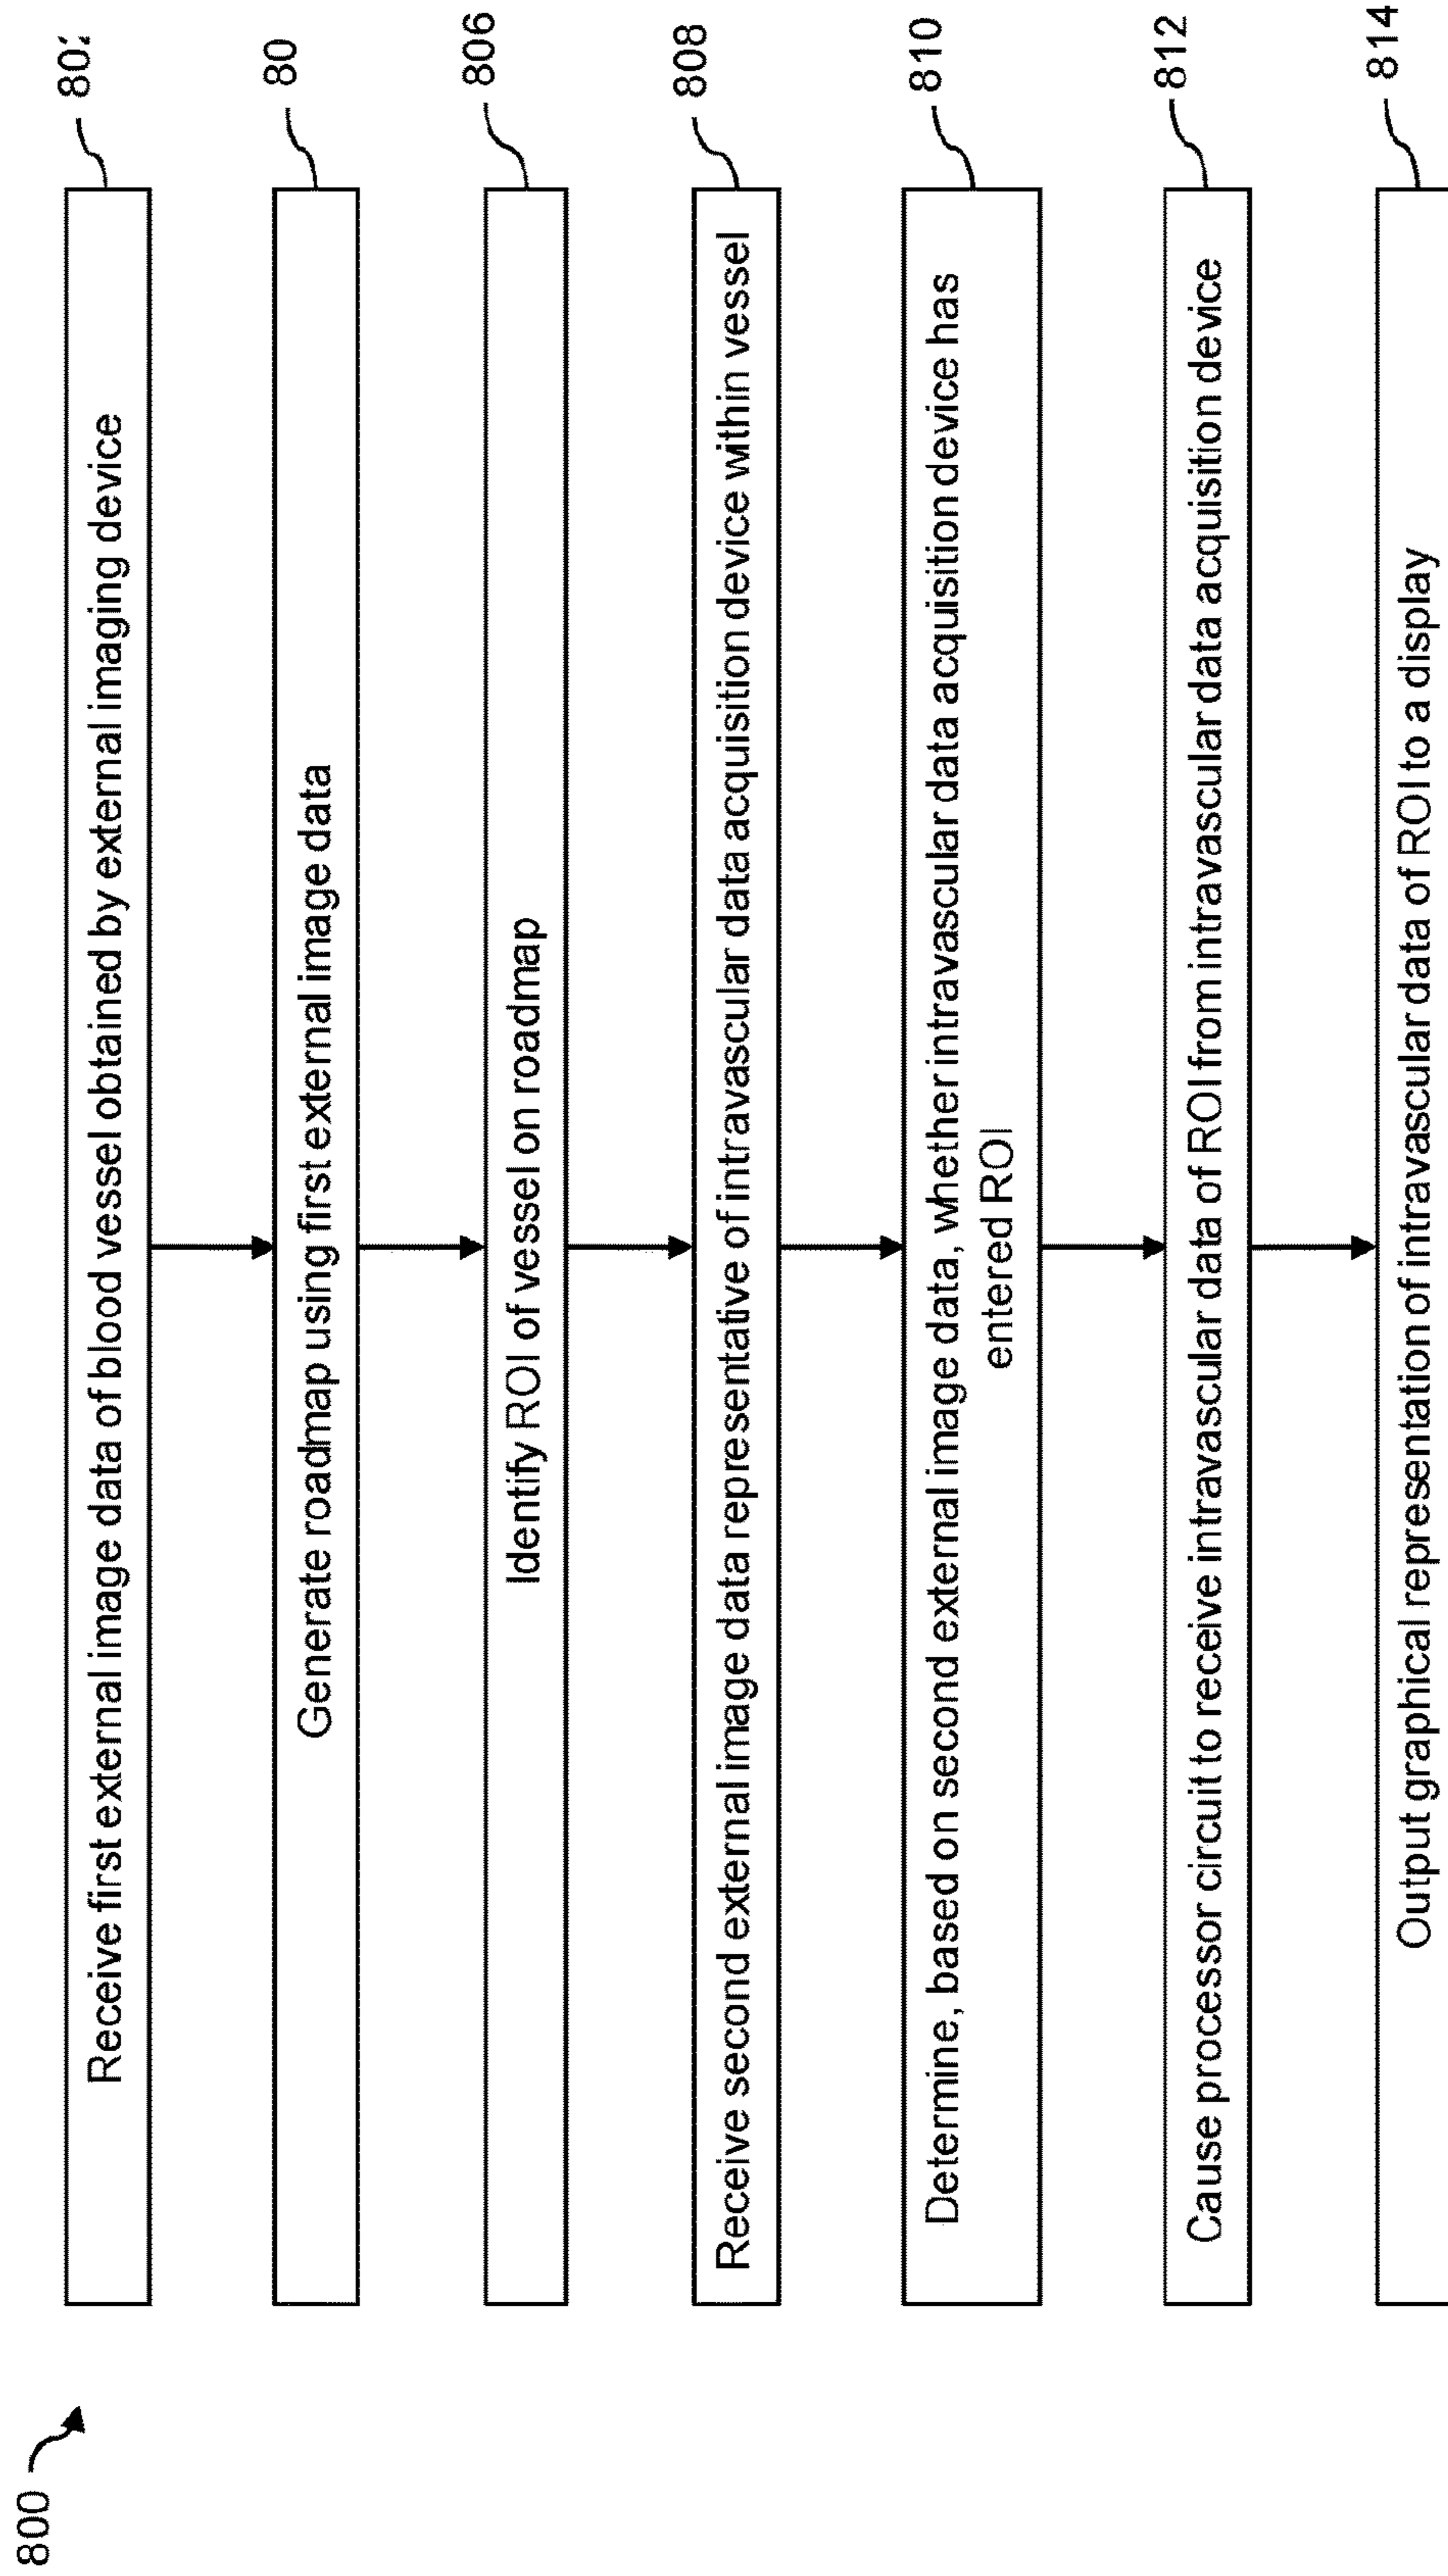 800
Receive first external image data of blood vessel obtained by external imaging device
802
Generate roadmap using first external image data
80
Identify ROI of vessel on roadmap
806
Receive second external image data representative of intravascular data acquisition device within vessel
808
Determine, based on second external image data, whether intravascular data acquisition device has
entered ROI
810
Cause processor circuit to receive intravascular data of ROI from intravascular data acquisition device
812
Output graphical representation of intravascular data of ROI to a display
814